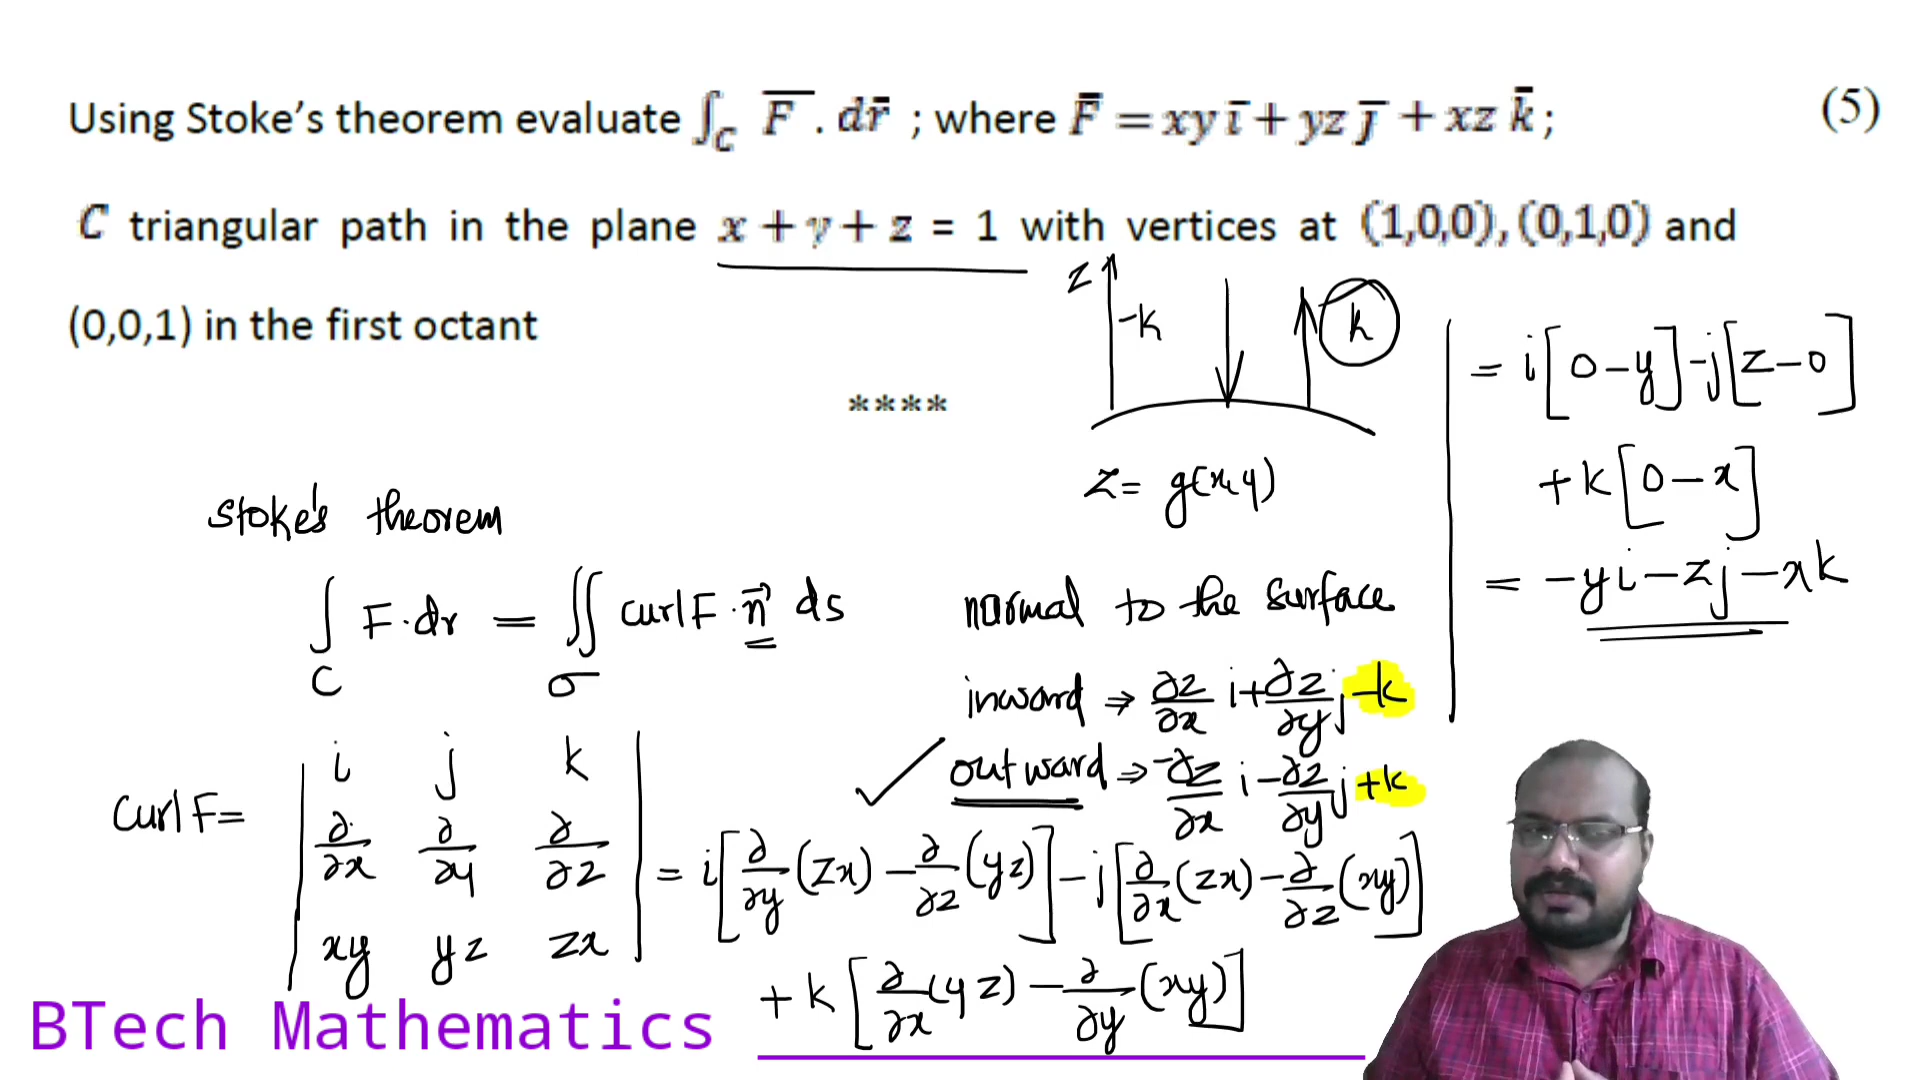 Using Stoke's theorem evaluate ∫_C F̅ . dr̄ ; where F̅ = xy i̅ + yz j̅ + xz k̅ ; (5)
C triangular path in the plane x + y + z = 1 with vertices at (1,0,0), (0,1,0) and
(0,0,1) in the first octant
****
z
-k
k
z = g(x,y)
= i[0-y] -j[z-0]
+k[0-x]
= -yi-zj-xk
Stoke's theorem
∫_C F.dr = ∬_σ curlF.n⃗ ds
normal to the surface
inward ⇒ ∂z/∂x i+∂z/∂y j -k
outward ⇒ -∂z/∂x i-∂z/∂y j +k
Curl F= | i j k |
| ∂/∂x ∂/∂y ∂/∂z |
| xy yz zx |
= i[∂/∂y (zx) - ∂/∂z (yz)] - j[∂/∂x (zx) - ∂/∂z (xy)]
+ k [∂/∂x (yz) - ∂/∂y (xy)]
BTech Mathematics